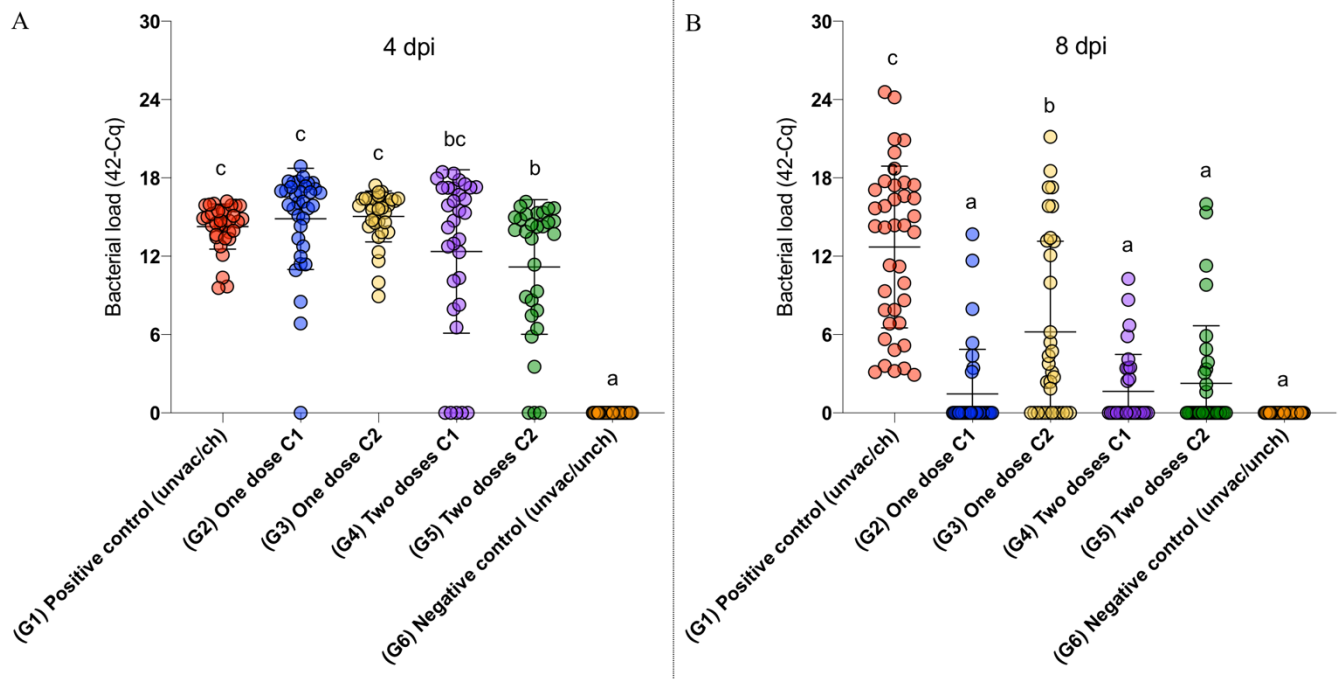 A
4 dpi
Bacterial load (42-Cq)
30
24
18
12
6
0
c
c
c
bc
b
a
(G1) Positive control (unvac/ch)
(G2) One dose C1
(G3) One dose C2
(G4) Two doses C1
(G5) Two doses C2
(G6) Negative control (unvac/unch)
B
8 dpi
Bacterial load (42-Cq)
30
24
18
12
6
0
c
a
b
a
a
a
(G1) Positive control (unvac/ch)
(G2) One dose C1
(G3) One dose C2
(G4) Two doses C1
(G5) Two doses C2
(G6) Negative control (unvac/unch)